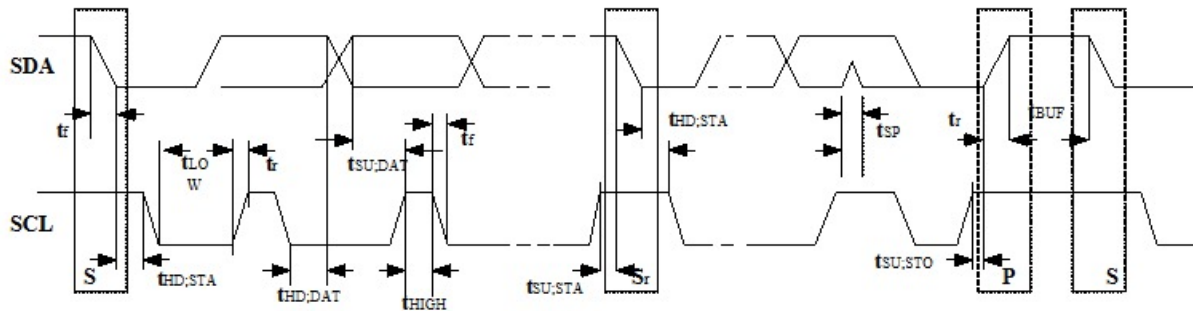 SDA
tf
tLO
W
tr
tSU;DAT
tf
tHD;STA
tSP
tr
tBUF
SCL
S
tHD;STA
tHD;DAT
tHIGH
tSU;STA
Sr
tSU;STO
P
S